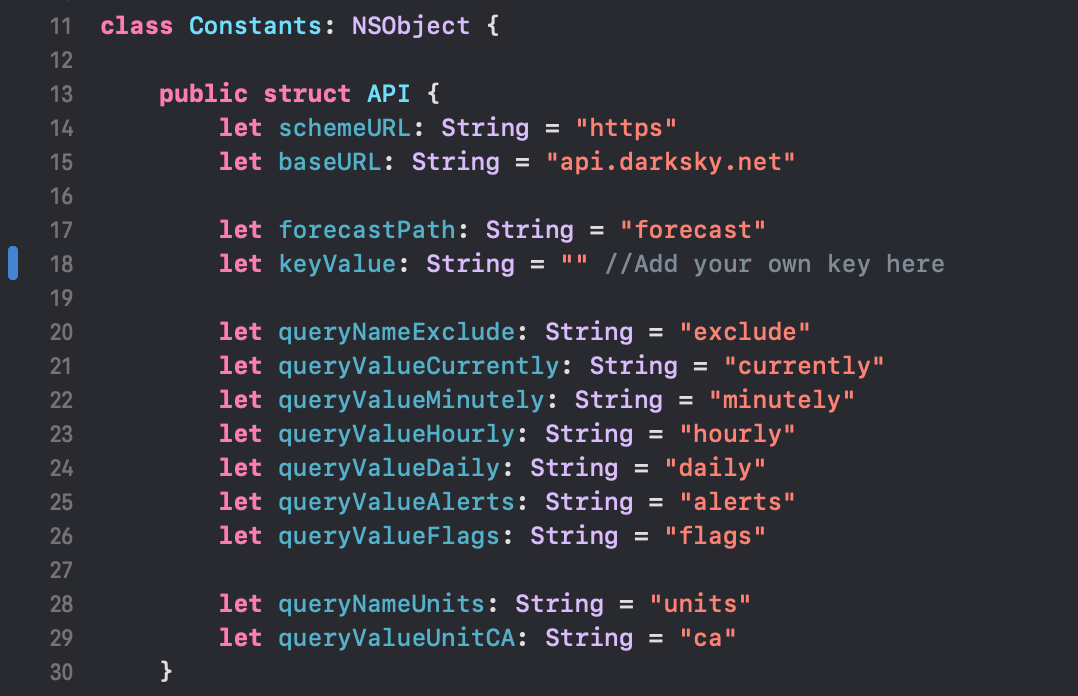 11 class Constants: NSObject {
12
13     public struct API {
14         let schemeURL: String = "https"
15         let baseURL: String = "api.darksky.net"
16
17         let forecastPath: String = "forecast"
18         let keyValue: String = "" //Add your own key here
19
20         let queryNameExclude: String = "exclude"
21         let queryValueCurrently: String = "currently"
22         let queryValueMinutely: String = "minutely"
23         let queryValueHourly: String = "hourly"
24         let queryValueDaily: String = "daily"
25         let queryValueAlerts: String = "alerts"
26         let queryValueFlags: String = "flags"
27
28         let queryNameUnits: String = "units"
29         let queryValueUnitCA: String = "ca"
30     }